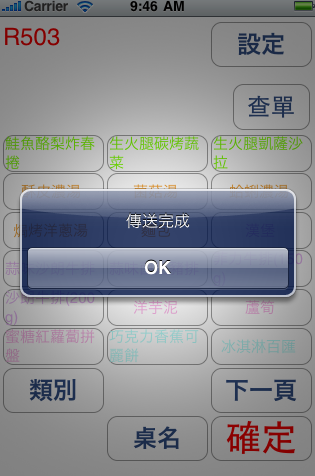 Carrier 9:46 AM
R503
設定
查單
鮭魚酪梨炸春
捲
生火腿碳烤蔬
菜
生火腿凱薩沙
拉
傳送完成
OK
洋芋泥
蘆筍
蜜糖紅蘿蔔拼
盤
巧克力香蕉可
麗餅
冰淇淋百匯
類別
下一頁
桌名
確定